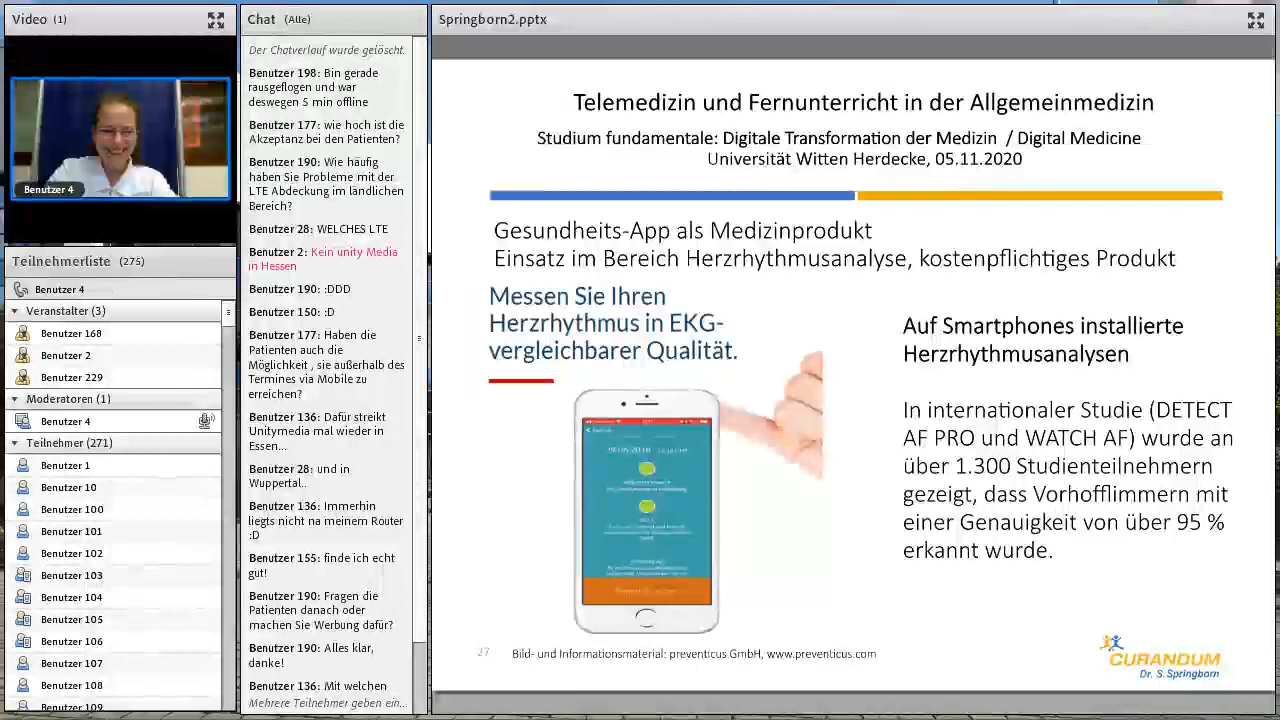 Video (1)
Benutzer 4
Teilnehmerliste (275)
Benutzer 4
Veranstalter (3)
Benutzer 168
Benutzer 2
Benutzer 229
Moderatoren (1)
Benutzer 4
Teilnehmer (271)
Benutzer 1
Benutzer 10
Benutzer 100
Benutzer 101
Benutzer 102
Benutzer 103
Benutzer 104
Benutzer 105
Benutzer 106
Benutzer 107
Benutzer 108
Benutzer 109
Chat (Alle)
Der Chatverlauf wurde gelöscht.
Benutzer 198: Bin gerade
rausgeflogen und war
deswegen 5 min offline
Benutzer 177: wie hoch ist die
Akzeptanz bei den Patienten?
Benutzer 190: Wie häufig
haben Sie Probleme mit der
LTE Abdeckung im ländlichen
Bereich?
Benutzer 28: WELCHES LTE
Benutzer 2: Kein unity Media
in Hessen
Benutzer 190: :DDD
Benutzer 150: :D
Benutzer 177: Haben die
Patienten auch die
Möglichkeit , sie außerhalb des
Termines via Mobile zu
erreichen?
Benutzer 136: Dafür streikt
Unitymedia mal wieder in
Essen...
Benutzer 28: und in
Wuppertal..
Benutzer 136: Immerhin
liegts nicht na meinem Router
:D
Benutzer 155: finde ich echt
gut!
Benutzer 190: Fragen die
Patienten danach oder
machen Sie Werbung dafür?
Benutzer 190: Alles klar,
danke!
Benutzer 136: Mit welchen
Mehrere Teilnehmer geben ein...
Springborn2.pptx
Telemedizin und Fernunterricht in der Allgemeinmedizin
Studium fundamentale: Digitale Transformation der Medizin / Digital Medicine
Universität Witten Herdecke, 05.11.2020
Gesundheits-App als Medizinprodukt
Einsatz im Bereich Herzrhythmusanalyse, kostenpflichtiges Produkt
Messen Sie Ihren
Herzrhythmus in EKG-
vergleichbarer Qualität.
Auf Smartphones installierte
Herzrhythmusanalysen
In internationaler Studie (DETECT
AF PRO und WATCH AF) wurde an
über 1.300 Studienteilnehmern
gezeigt, dass Vorhofflimmern mit
einer Genauigkeit von über 95 %
erkannt wurde.
27
Bild- und Informationsmaterial: preventicus GmbH, www.preventicus.com
CURANDUM
Dr. S. Springborn